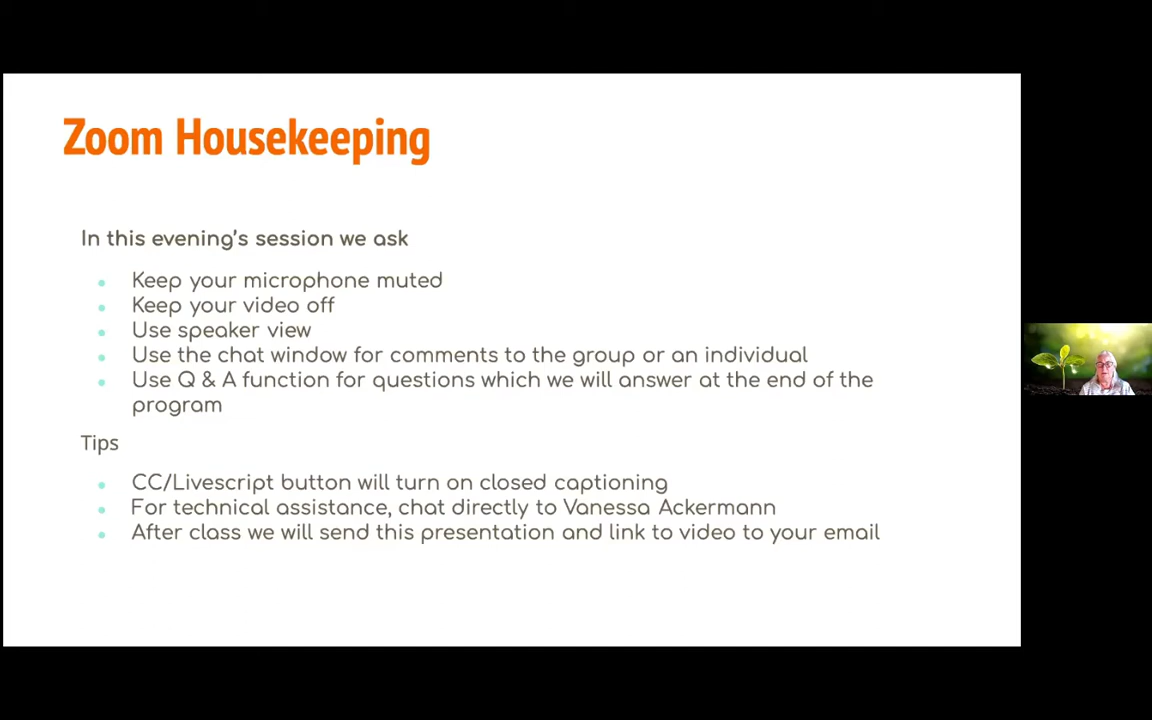 Zoom Housekeeping
In this evening's session we ask
Keep your microphone muted
Keep your video off
Use speaker view
Use the chat window for comments to the group or an individual
Use Q & A function for questions which we will answer at the end of the
program
Tips
CC/Livescript button will turn on closed captioning
For technical assistance, chat directly to Vanessa Ackermann
After class we will send this presentation and link to video to your email